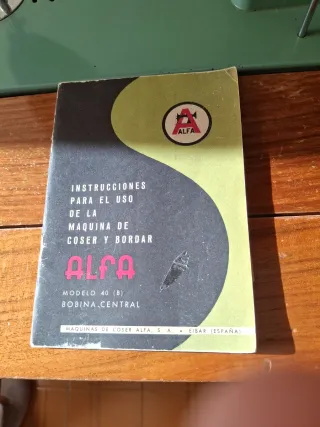 A
ALFA
INSTRUCCIONES
PARA EL USO
DE LA
MAQUINA DE
COSER Y BORDAR
ALFA
MODELO 40 (B)
BOBINA CENTRAL
MAQUINAS DE COSER ALFA, S. A. • EIBAR (ESPAÑA)